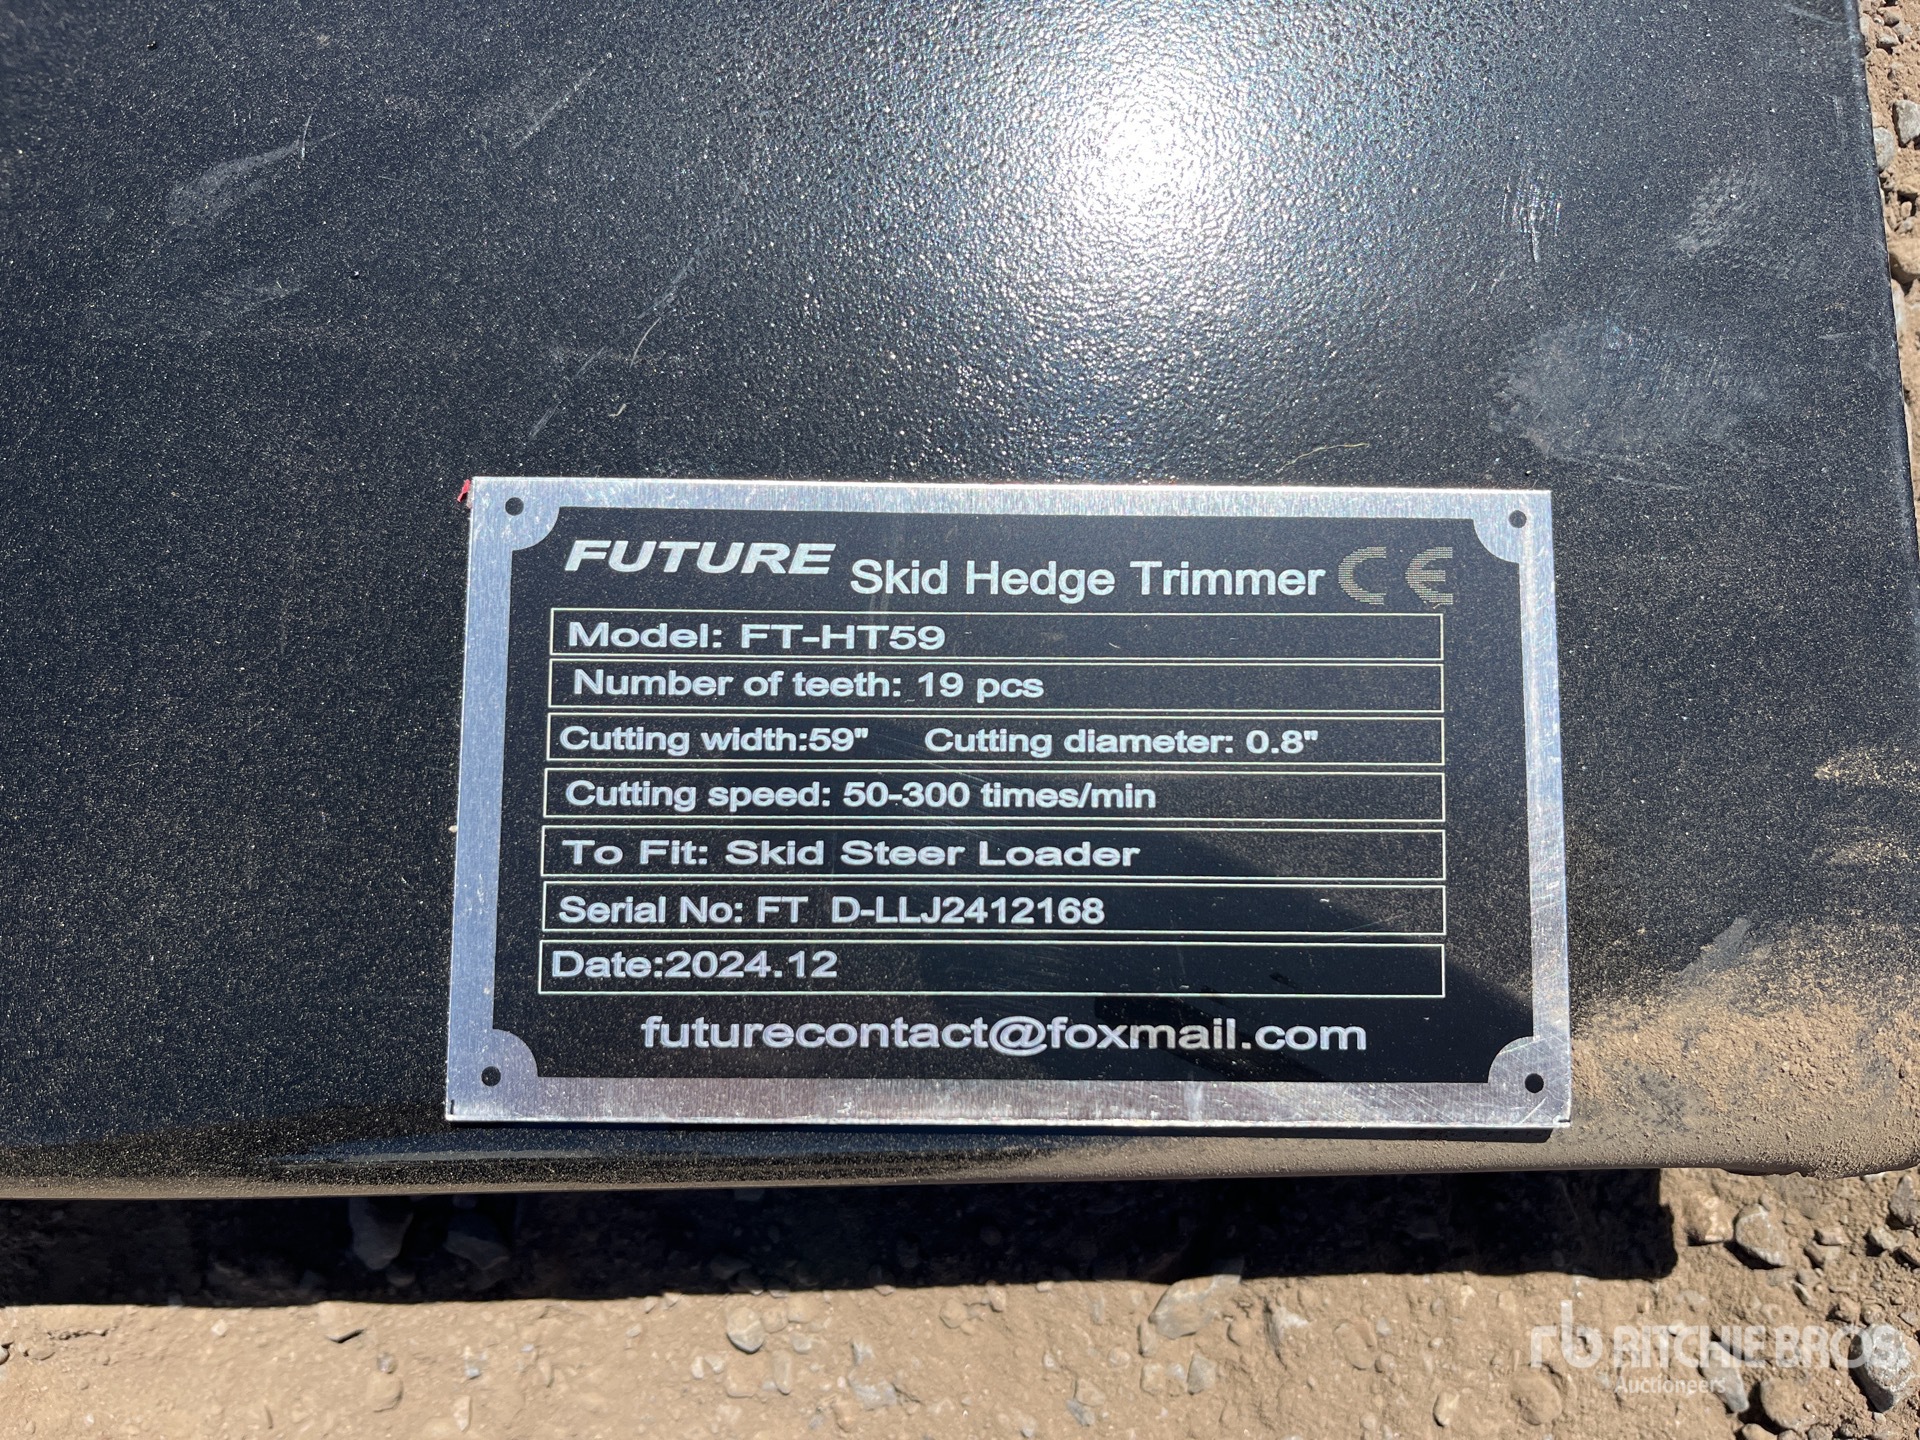 FUTURE Skid Hedge Trimmer CE
Model: FT-HT59
Number of teeth: 19 pcs
Cutting width:59" Cutting diameter: 0.8"
Cutting speed: 50-300 times/min
To Fit: Skid Steer Loader
Serial No: FT D-LLJ2412168
Date:2024.12
futurecontact@foxmail.com
rb RITCHIE BROS.
Auctioneers